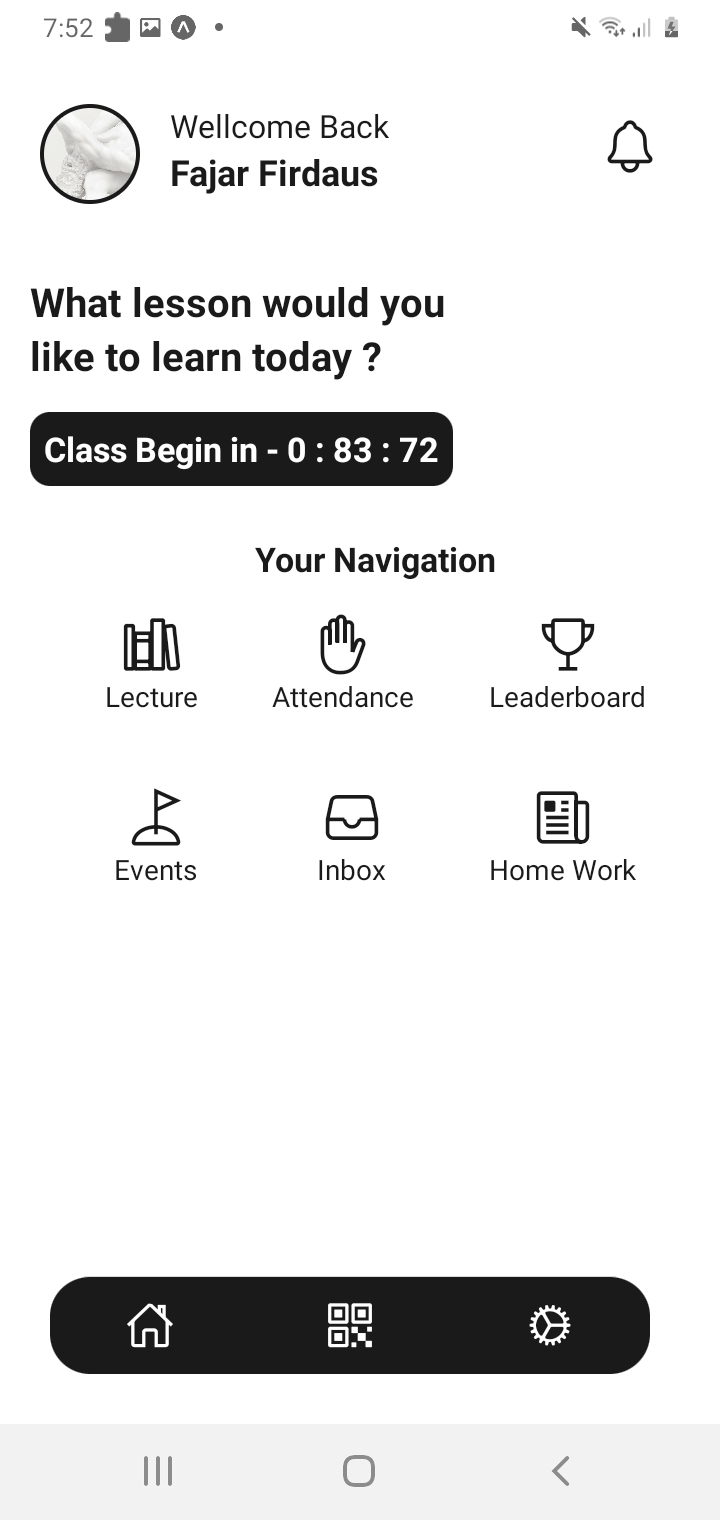 7:52
Wellcome Back
Fajar Firdaus
What lesson would you
like to learn today ?
Class Begin in - 0 : 83 : 72
Your Navigation
Lecture Attendance Leaderboard
Events Inbox Home Work